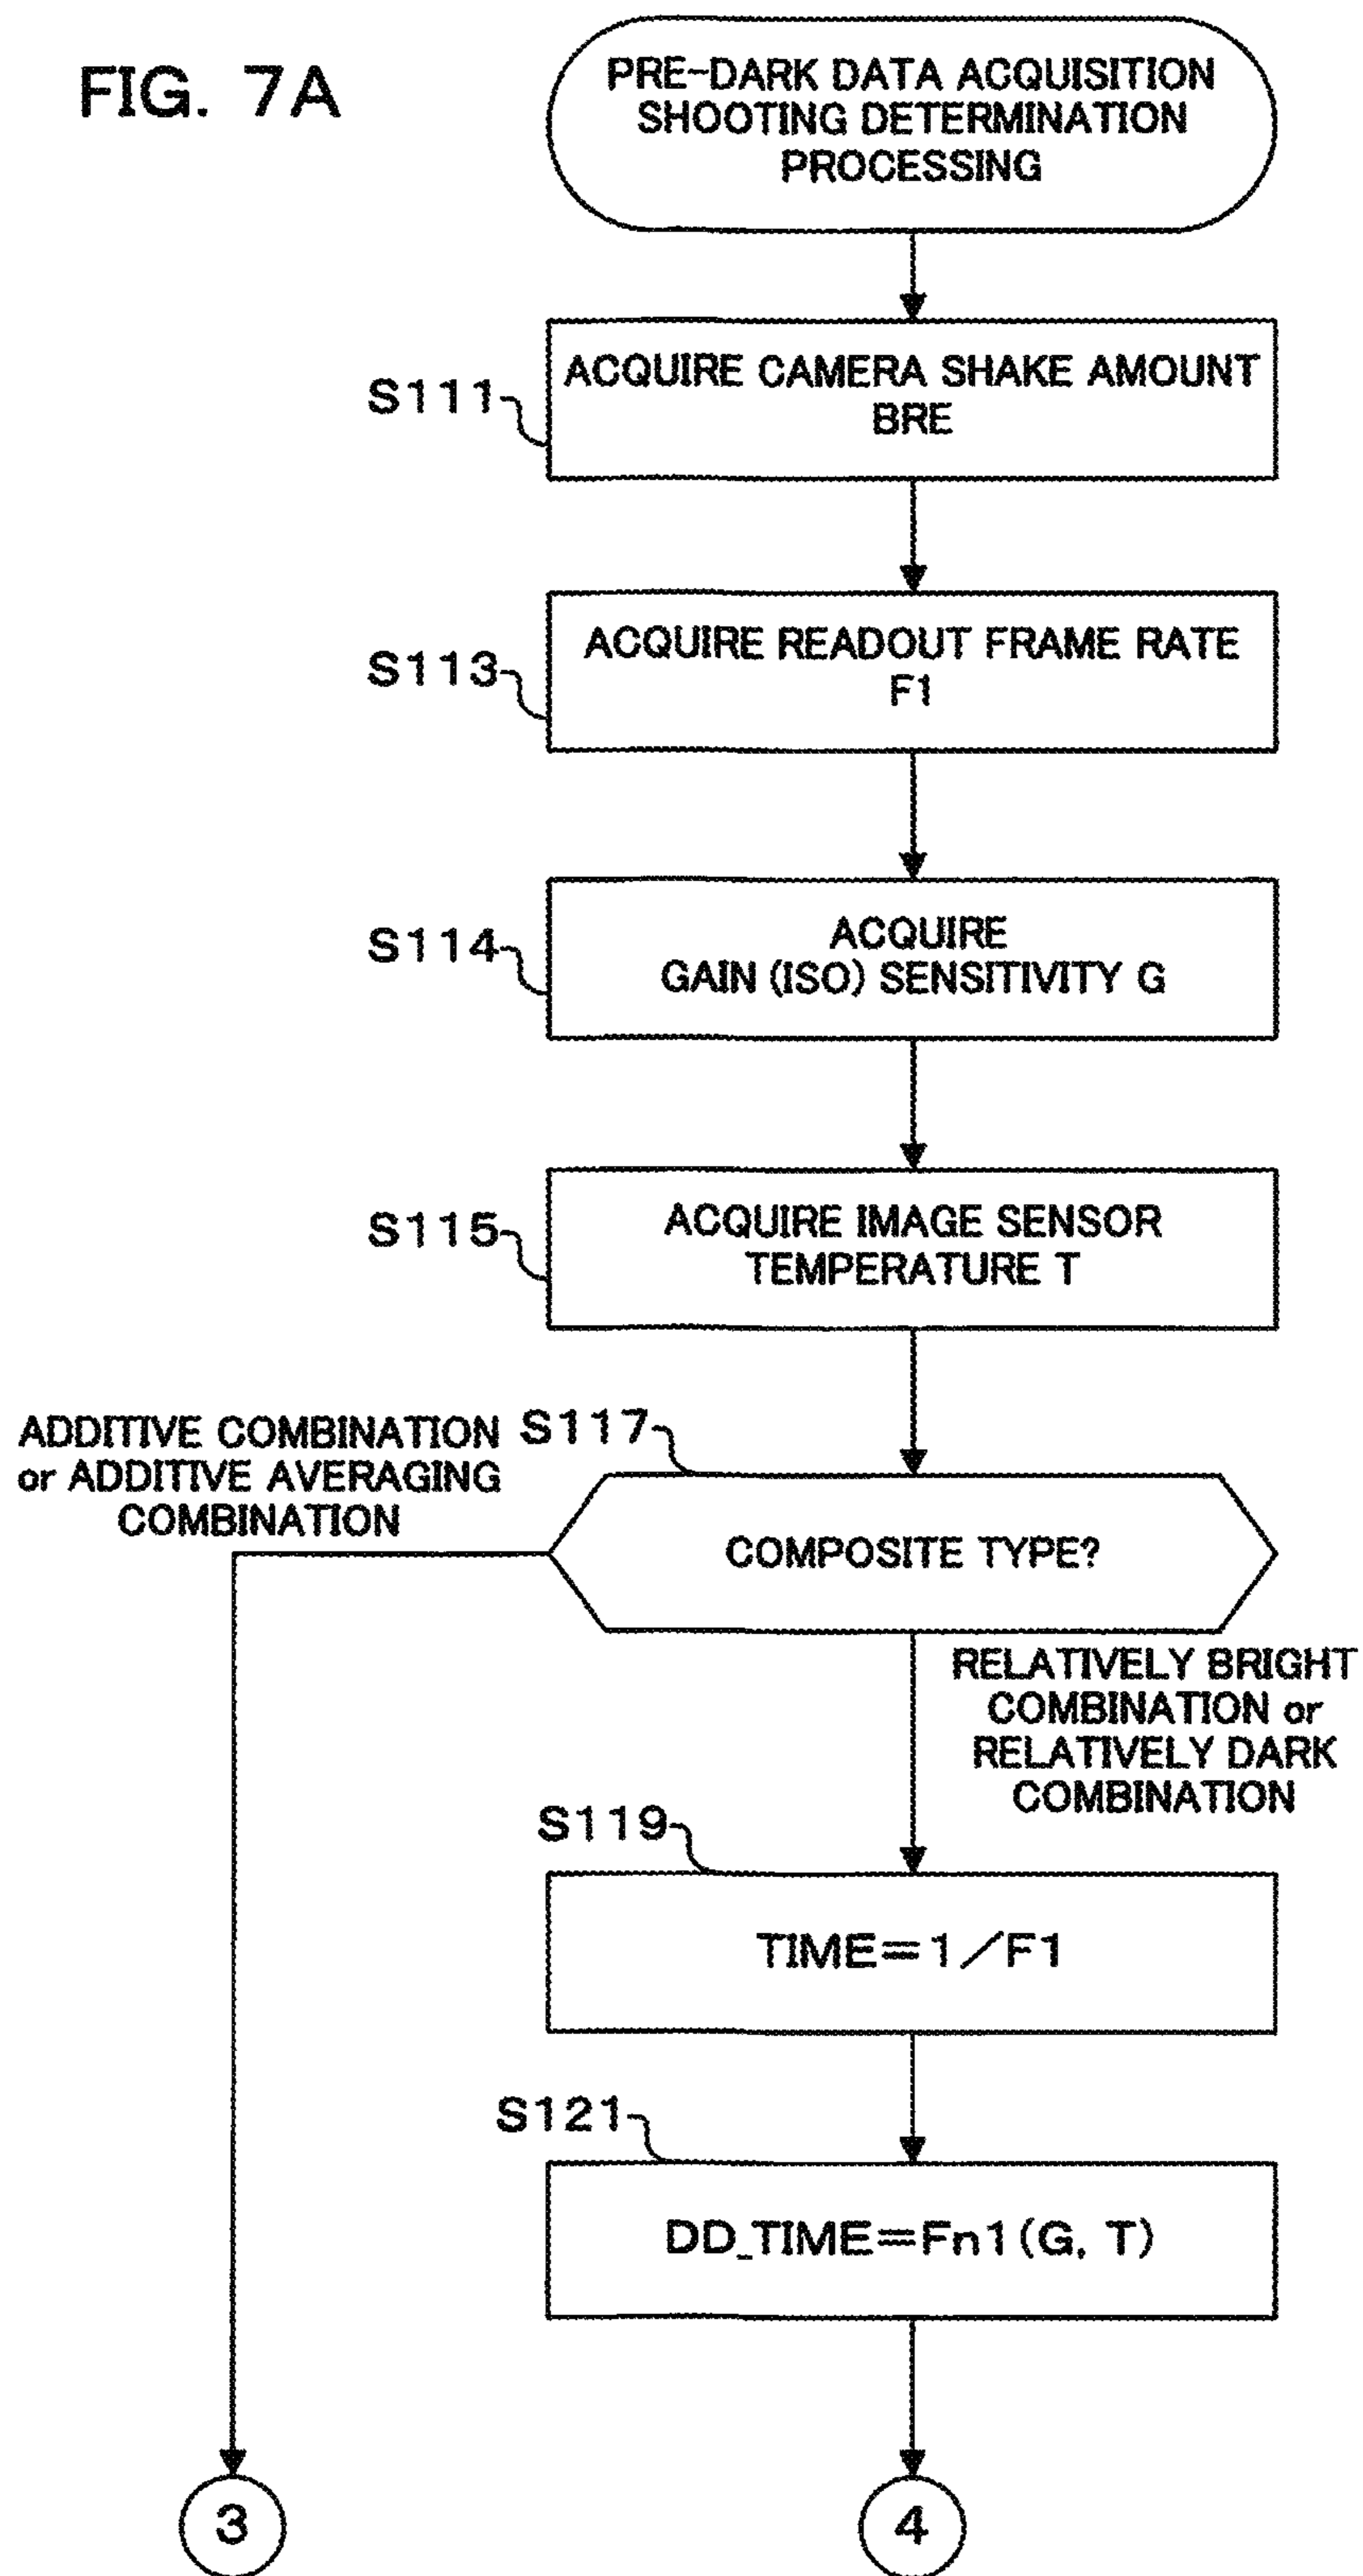 FIG. 7A
PRE-DARK DATA ACQUISITION
SHOOTING DETERMINATION
PROCESSING
S111
ACQUIRE CAMERA SHAKE AMOUNT
BRE
S113
ACQUIRE READOUT FRAME RATE
F1
S114
ACQUIRE
GAIN (ISO) SENSITIVITY G
S115
ACQUIRE IMAGE SENSOR
TEMPERATURE T
ADDITIVE COMBINATION
or ADDITIVE AVERAGING
COMBINATION
S117
COMPOSITE TYPE?
RELATIVELY BRIGHT
COMBINATION or
RELATIVELY DARK
COMBINATION
S119
TIME=1/F1
S121
DD_TIME=Fn1(G, T)
3
4